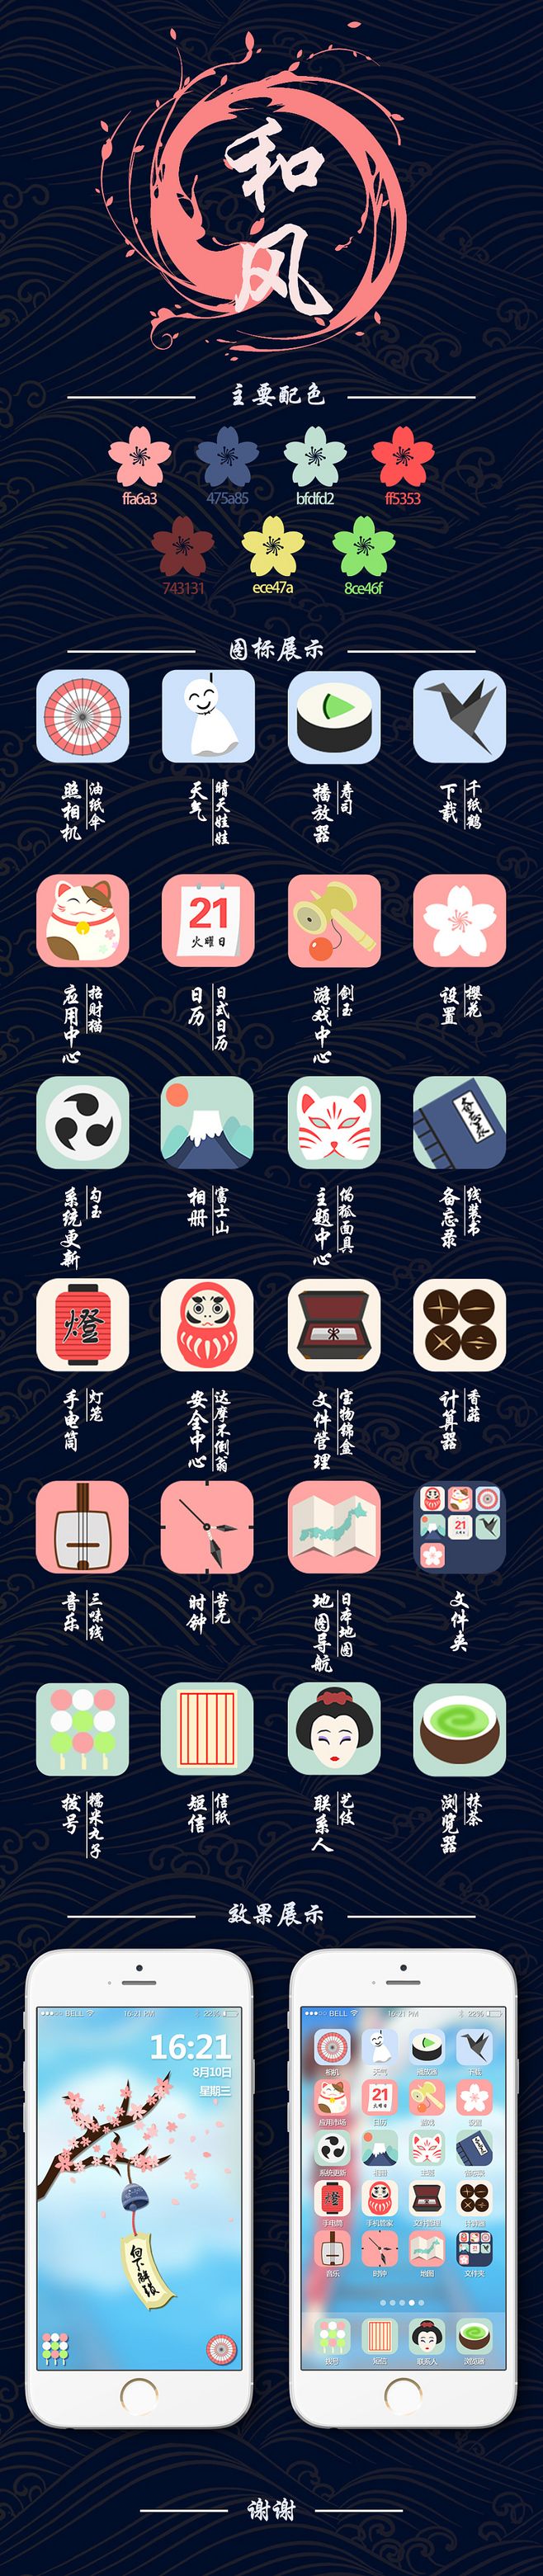 和
风
主要配色
ffa6a3
475a85
bfdfd2
ff5353
743131
ece47a
8ce46f
图标展示
照相机
油纸伞
天气
晴天娃娃
播放器
寿司
下载
千纸鹤
21
火曜日
应用中心
招财猫
日历
日式日历
游戏中心
剑玉
设置
樱花
系统更新
勾玉
相册
富士山
主题中心
备忘录
线装书
燈
手电筒
灯笼
安全中心
达摩不倒翁
文件管理
宝物锦盒
计算器
香菇
21
音乐
三味线
时钟
苦无
地图导航
日本地图
文件夹
拨号
糯米丸子
短信
信纸
联系人
艺伎
浏览器
抹茶
效果展示
BELL
16:21 PM
22%
16:21
8月10日
星期三
向下解锁
BELL
16:21 PM
22%
相机
天气
播放器
下载
21
火曜日
应用市场
日历
游戏
设置
系统更新
相册
主题
备忘录
燈
手电筒
手机管家
文件管理
计算器
音乐
时钟
地图
文件夹
拨号
短信
联系人
浏览器
谢谢